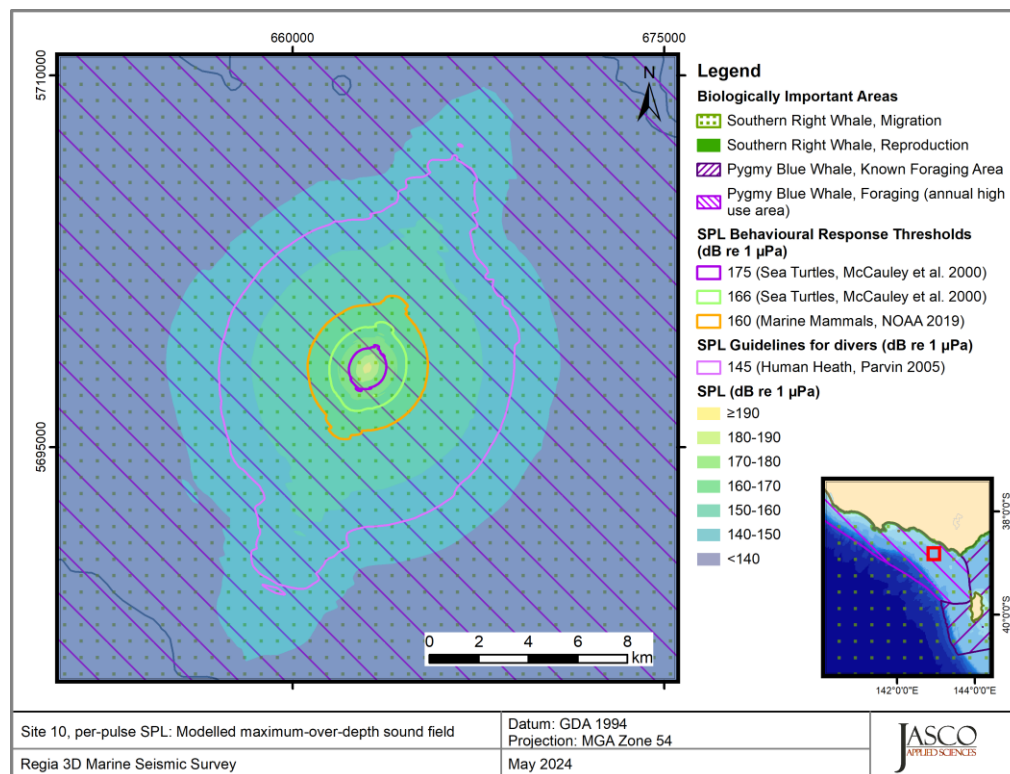 660000
675000
5710000
5695000
N
0 2 4 6 8
km
Legend
Biologically Important Areas
Southern Right Whale, Migration
Southern Right Whale, Reproduction
Pygmy Blue Whale, Known Foraging Area
Pygmy Blue Whale, Foraging (annual high
use area)
SPL Behavioural Response Thresholds
(dB re 1 µPa)
175 (Sea Turtles, McCauley et al. 2000)
166 (Sea Turtles, McCauley et al. 2000)
160 (Marine Mammals, NOAA 2019)
SPL Guidelines for divers (dB re 1 µPa)
145 (Human Heath, Parvin 2005)
SPL (dB re 1 µPa)
≥190
180-190
170-180
160-170
150-160
140-150
<140
38°0'0"S
40°0'0"S
142°0'0"E
144°0'0"E
Site 10, per-pulse SPL: Modelled maximum-over-depth sound field
Datum: GDA 1994
Projection: MGA Zone 54
Regia 3D Marine Seismic Survey
May 2024
JASCO
APPLIED SCIENCES